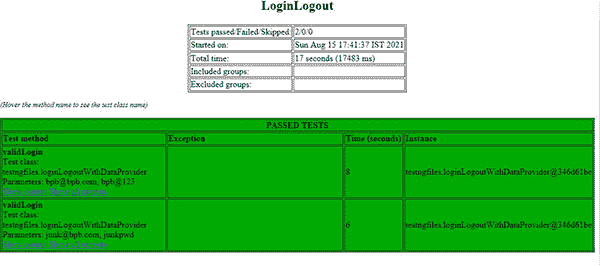 LoginLogout
Tests passed/Failed/Skipped: 2/0/0
Started on: Sun Aug 15 17:41:37 IST 2021
Total time: 17 seconds (17483 ms)
Included groups:
Excluded groups:
(Hover the method name to see the test class name)
PASSED TESTS
Test method Exception Time (seconds) Instance
validLogin
Test class:
testngfiles.loginLogoutWithDataProvider 8 testngfiles.loginLogoutWithDataProvider@346d61be
Parameters: bpb@bpb.com, bpb@123
validLogin
Test class:
testngfiles.loginLogoutWithDataProvider 6 testngfiles.loginLogoutWithDataProvider@346d61be
Parameters: junk@bpb.com, junkpwd